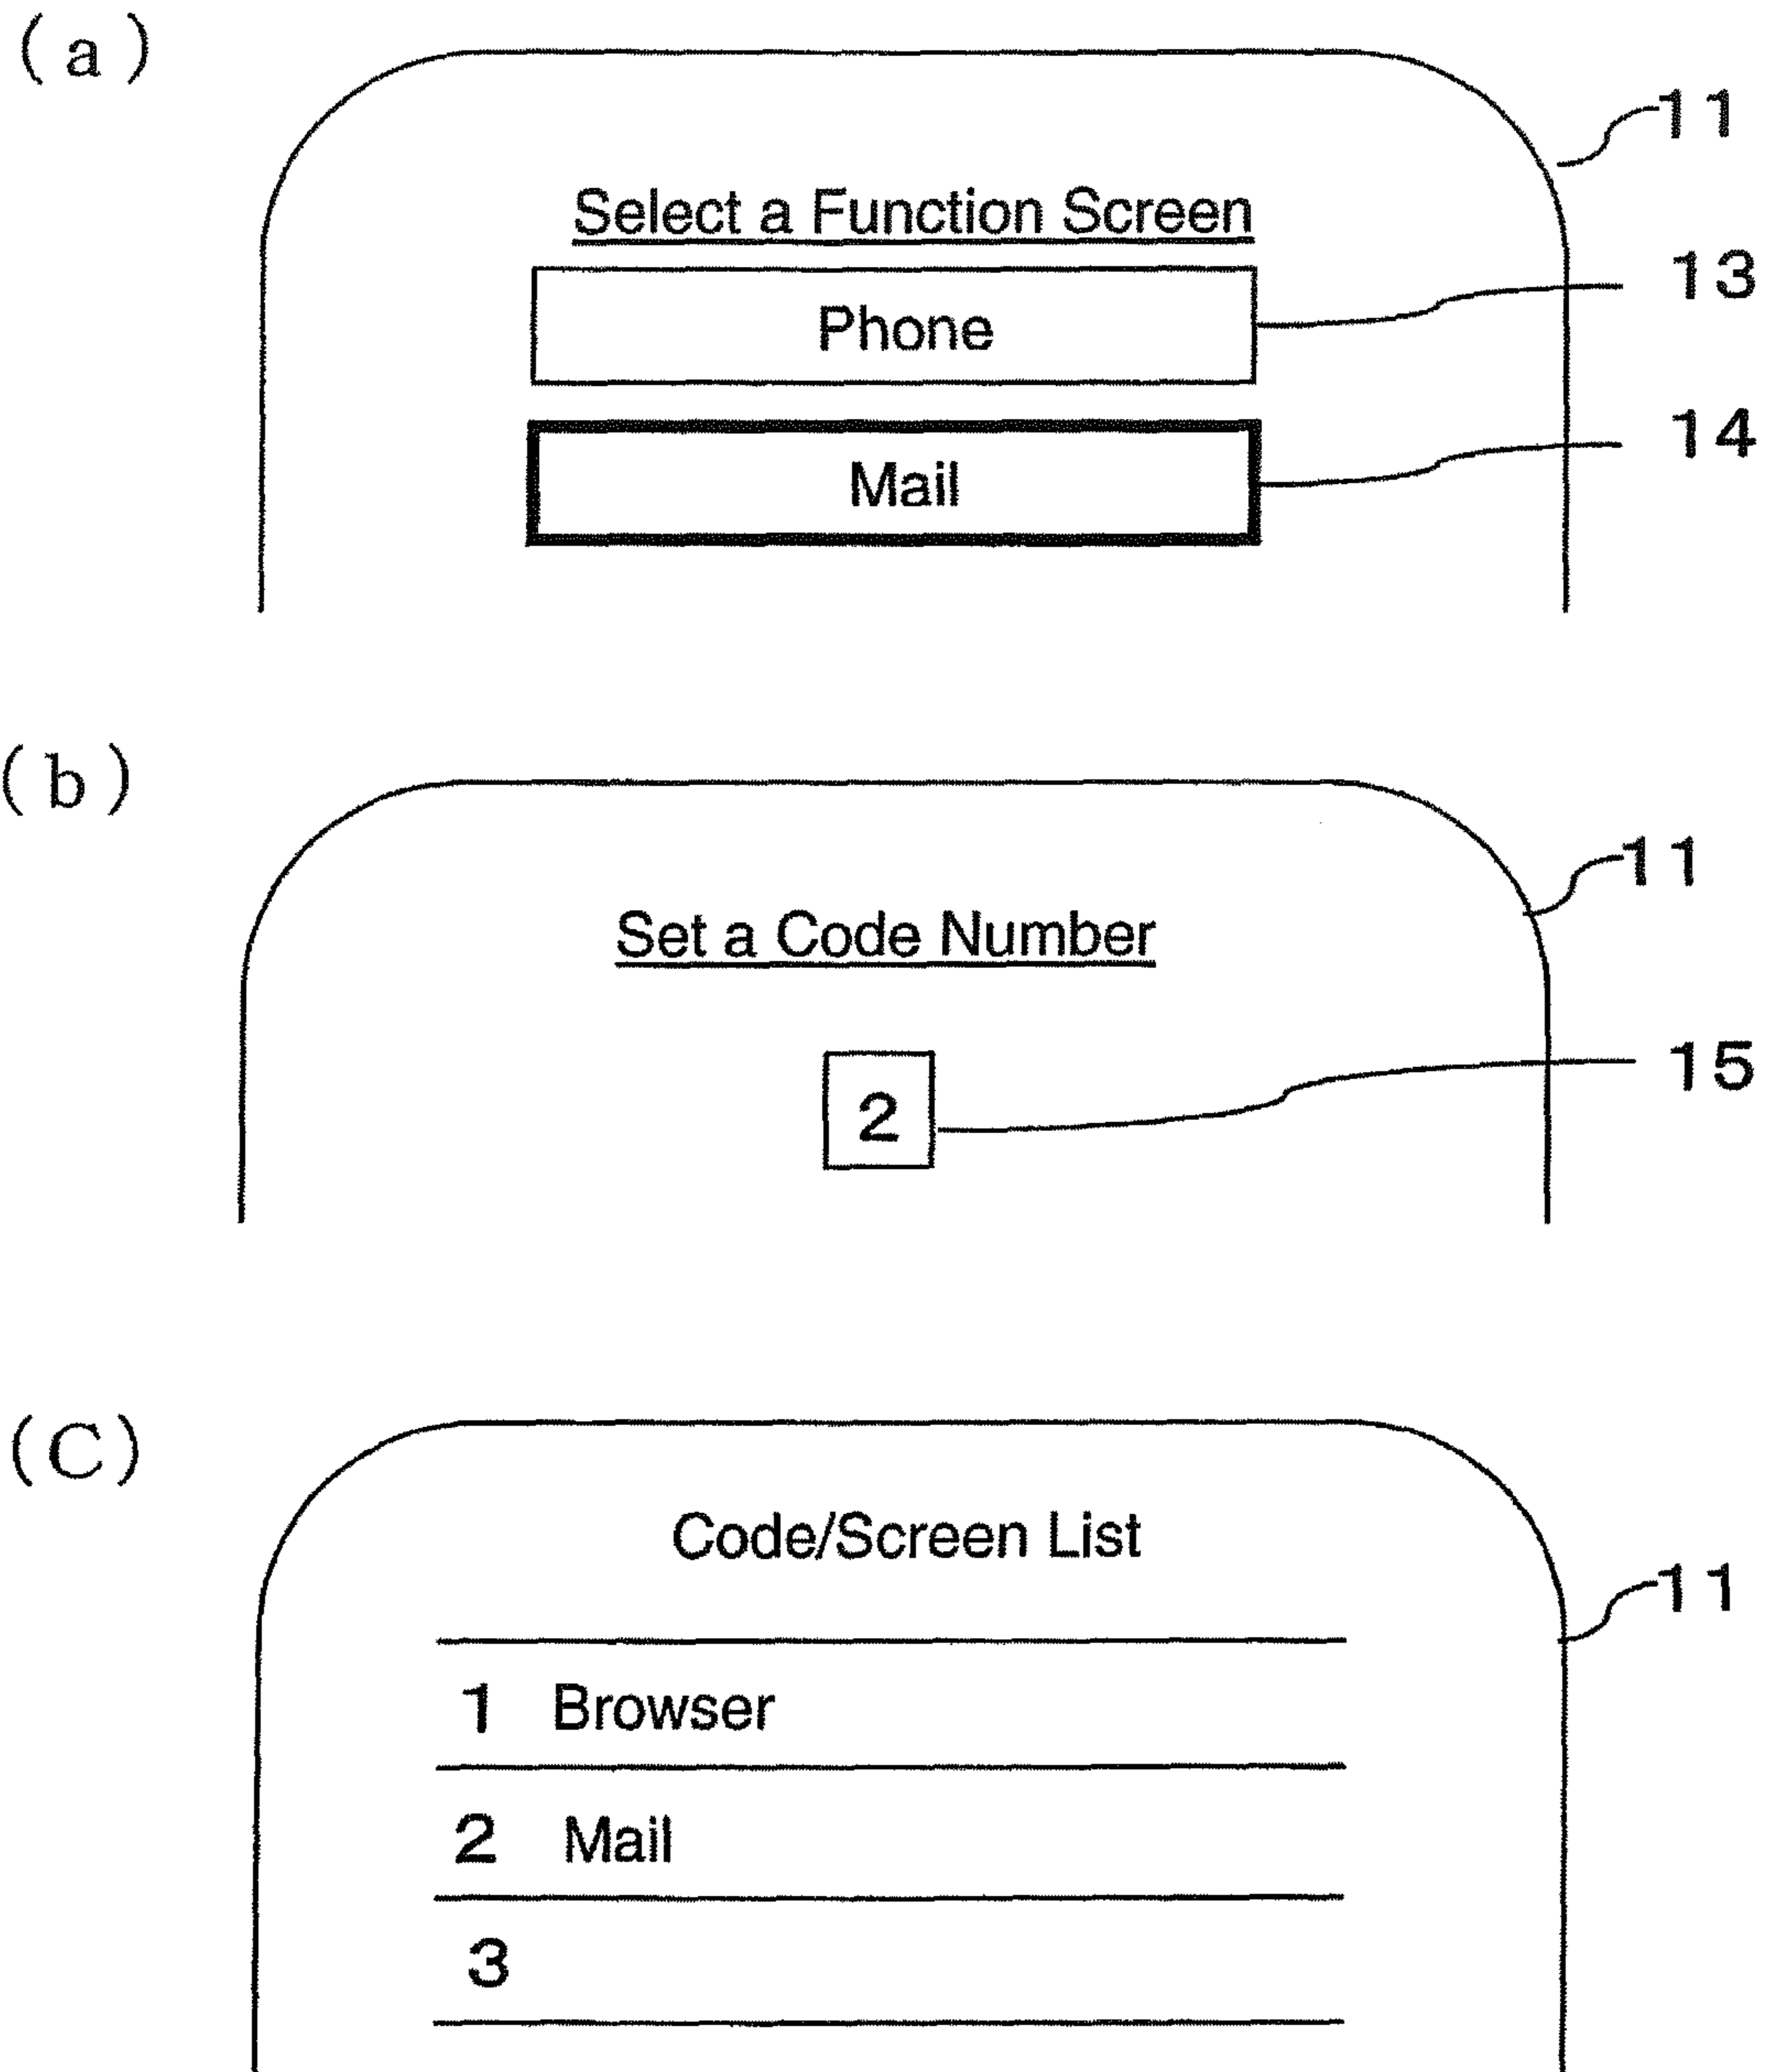 (a)
11
Select a Function Screen
Phone
13
Mail
14
(b)
11
Set a Code Number
2
15
(C)
Code/Screen List
11
1 Browser
2 Mail
3